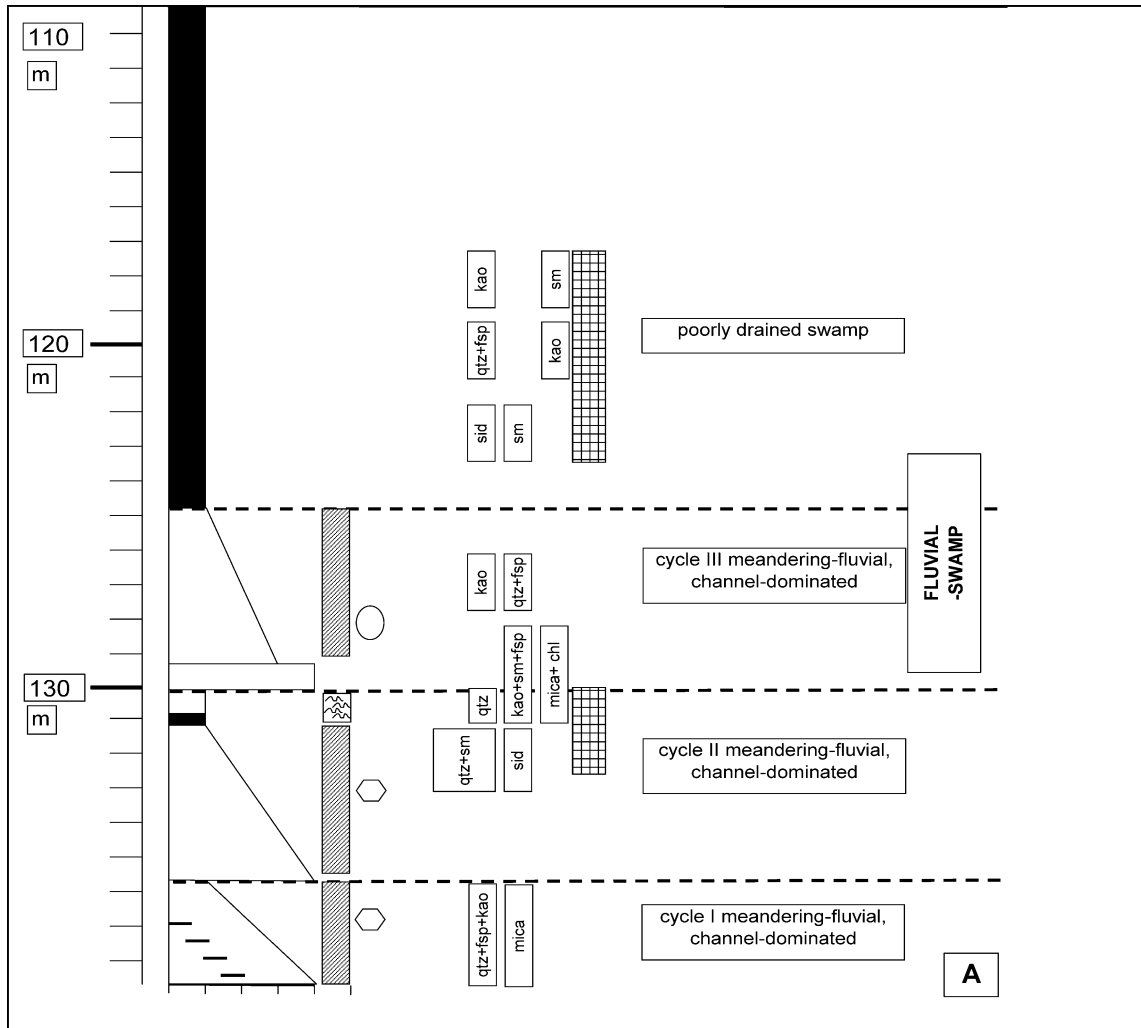 110
m
kao
sm
120
m
qtz+fsp
kao
poorly drained swamp
sid
sm
FLUVIAL
-SWAMP
kao
qtz+fsp
cycle III meandering-fluvial,
channel-dominated
kao+sm+fsp
mica+ chl
130
m
qtz
qtz+sm
sid
cycle II meandering-fluvial,
channel-dominated
qtz+fsp+kao
mica
cycle I meandering-fluvial,
channel-dominated
A